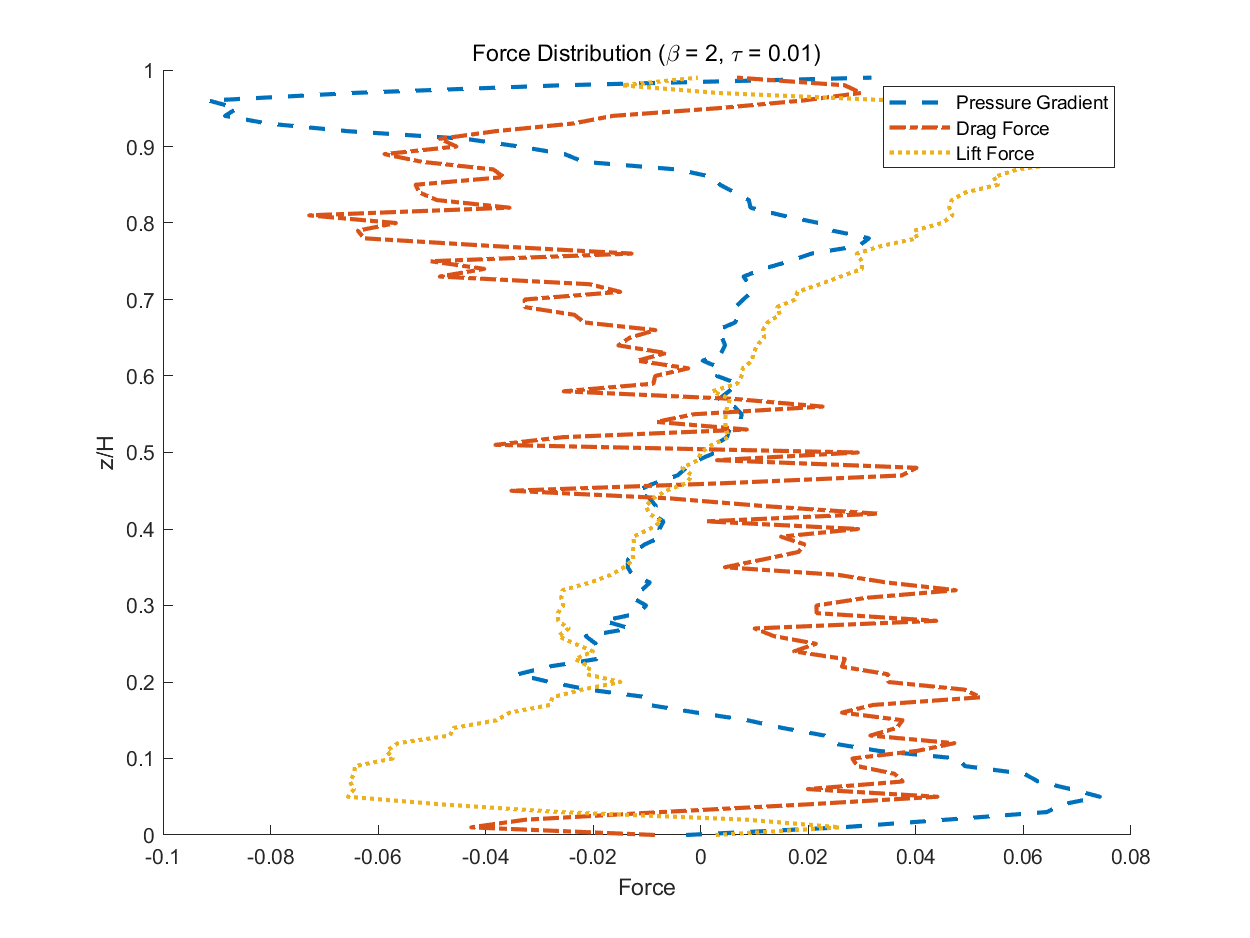 Force Distribution (β = 2, τ = 0.01)
1
0.9
0.8
0.7
0.6
0.5
0.4
0.3
0.2
0.1
0
z/H
Pressure Gradient
Drag Force
Lift Force
-0.1 -0.08 -0.06 -0.04 -0.02 0 0.02 0.04 0.06 0.08
Force